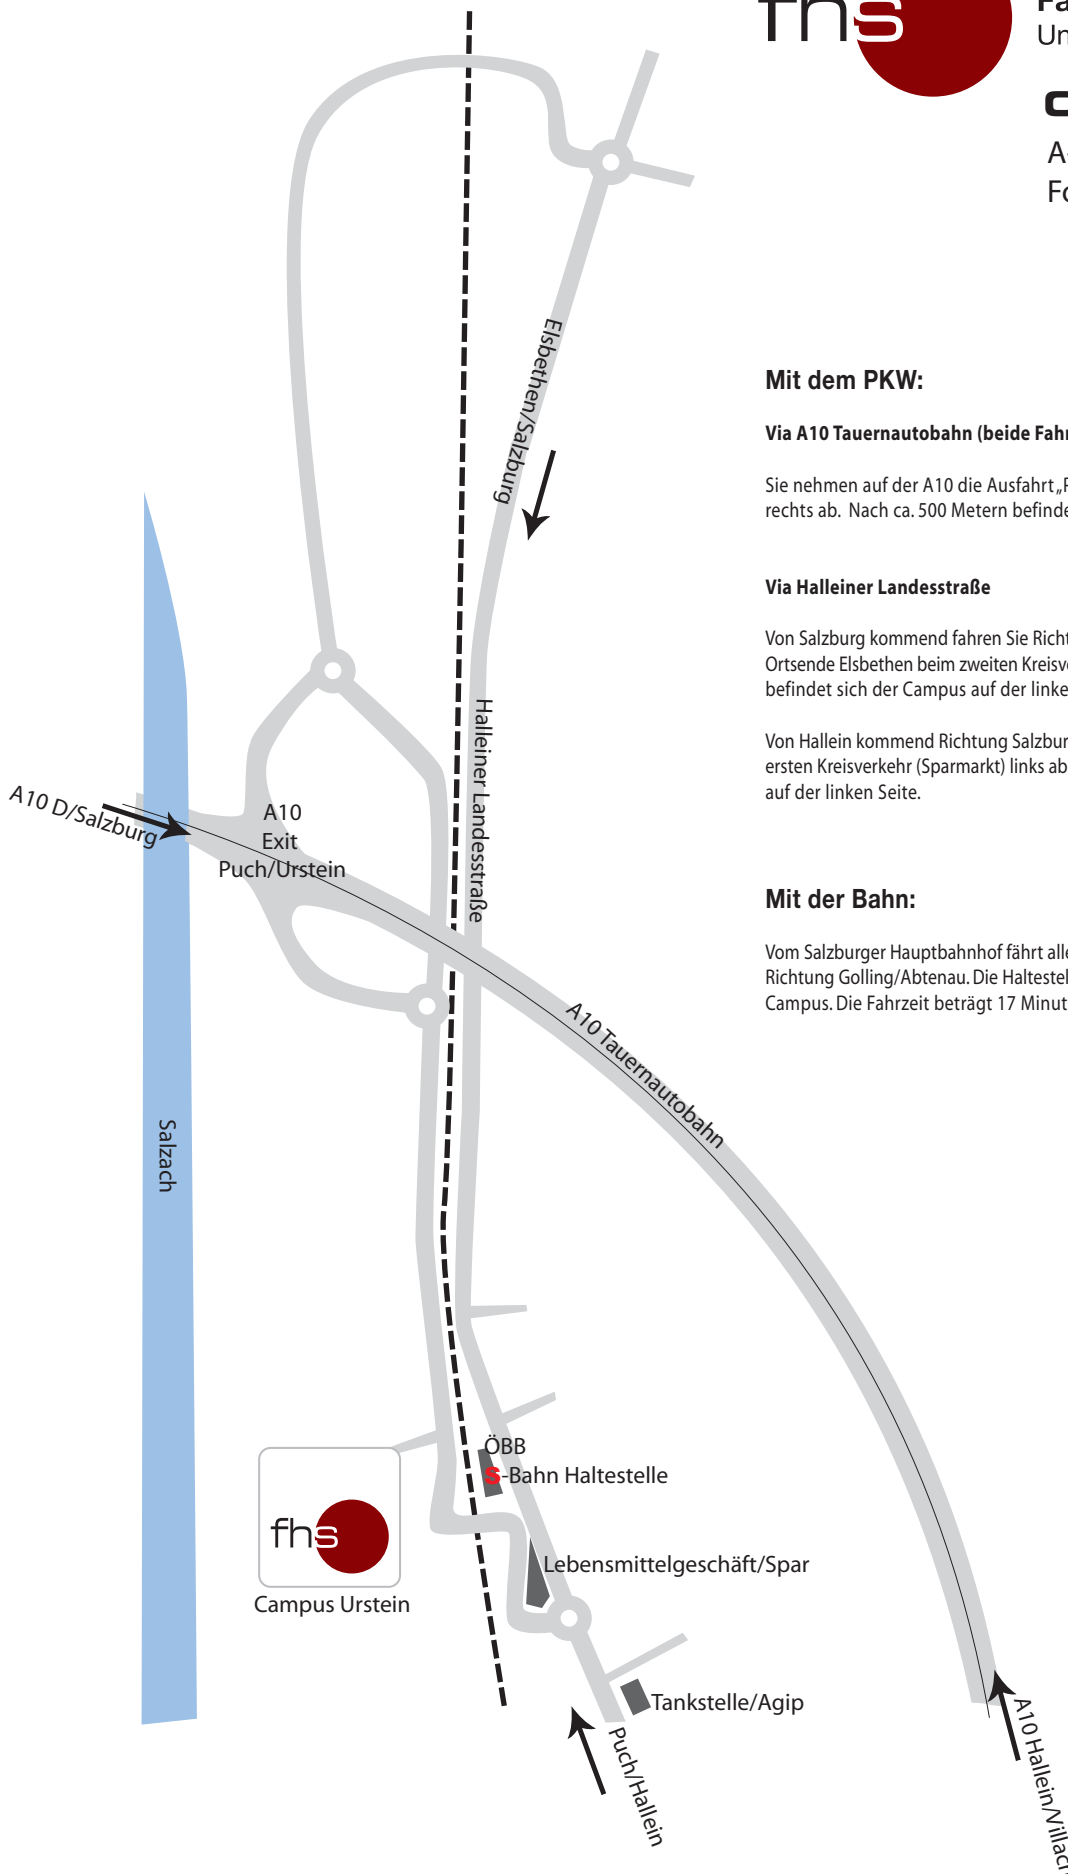 fhs
Elsbethen/Salzburg
Mit dem PKW:
Via A10 Tauernautobahn (beide
Sie nehmen auf der A10 die Ausfahrt
rechts ab. Nach ca. 500 Metern
Via Halleiner Landesstraße
Von Salzburg kommend fahren Sie
Ortsende Elsbethen beim zweiten
befindet sich der Campus auf der
Von Hallein kommend Richtung
ersten Kreisverkehr (Sparmarkt) links
auf der linken Seite.
Halleiner Landesstraße
A10 D/Salzburg
A10
Exit
Puch/Urstein
Mit der Bahn:
Vom Salzburger Hauptbahnhof fährt
Richtung Golling/Abtenau. Die
Campus. Die Fahrzeit beträgt 17
A10 Tauernautobahn
Salzach
ÖBB
S-Bahn Haltestelle
fhs
Campus Urstein
Lebensmittelgeschäft/Spar
Tankstelle/Agip
Puch/Hallein
A10 Hallein/Villach